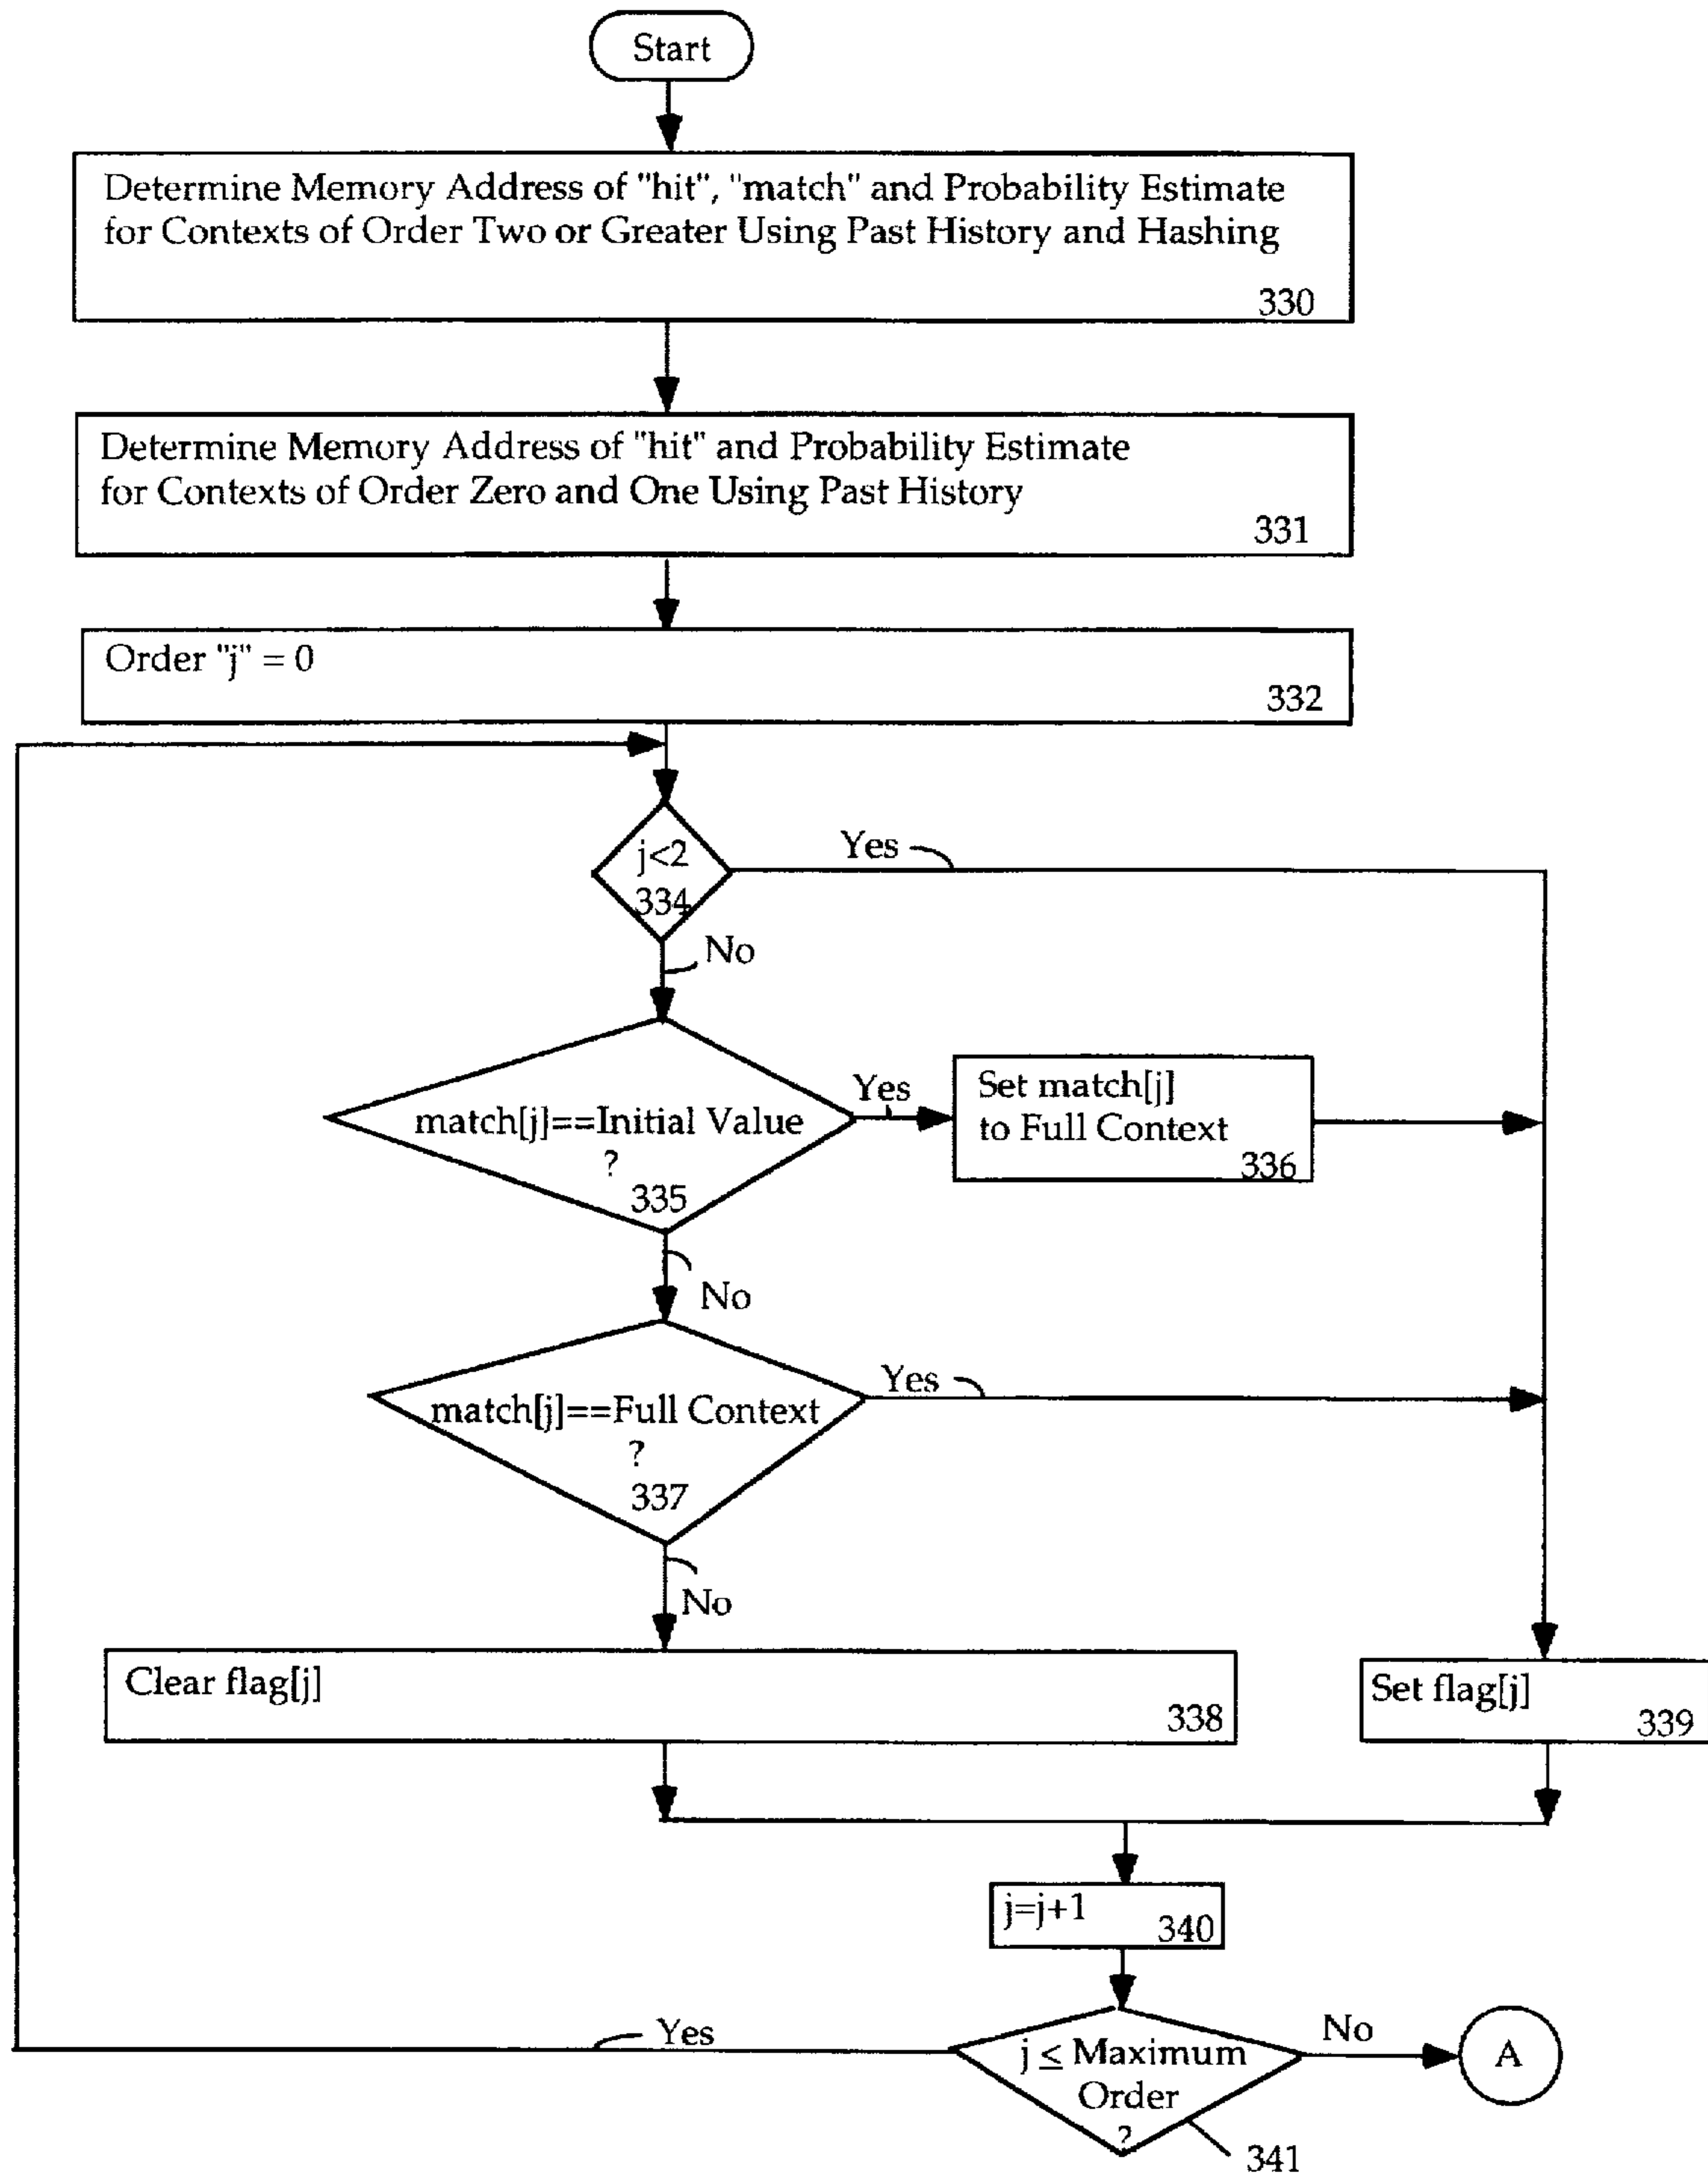 Start
Determine Memory Address of "hit", "match" and Probability Estimate
for Contexts of Order Two or Greater Using Past History and Hashing
330
Determine Memory Address of "hit" and Probability Estimate
for Contexts of Order Zero and One Using Past History
331
Order "j" = 0
332
j<2
334
Yes
No
match[j]==Initial Value
?
335
Yes
Set match[j]
to Full Context
336
No
match[j]==Full Context
?
337
Yes
No
Clear flag[j]
338
Set flag[j]
339
j=j+1
340
j ≤ Maximum
Order
?
341
Yes
No
A